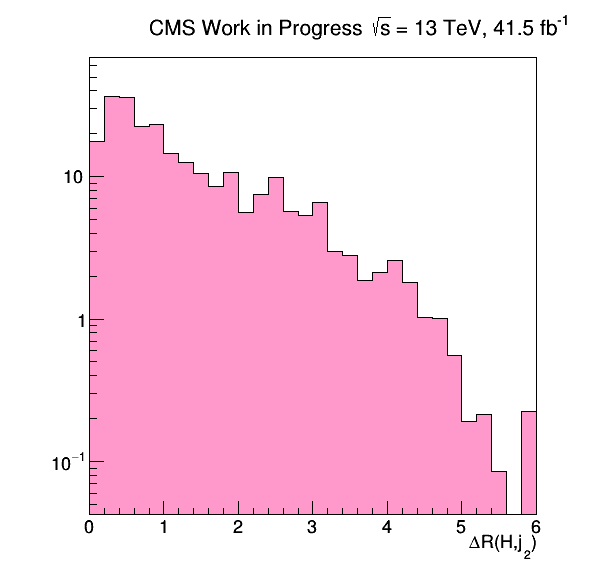 CMS Work in Progress √s = 13 TeV, 41.5 fb⁻¹
10
1
10⁻¹
0 1 2 3 4 5 6
ΔR(H,j₂)